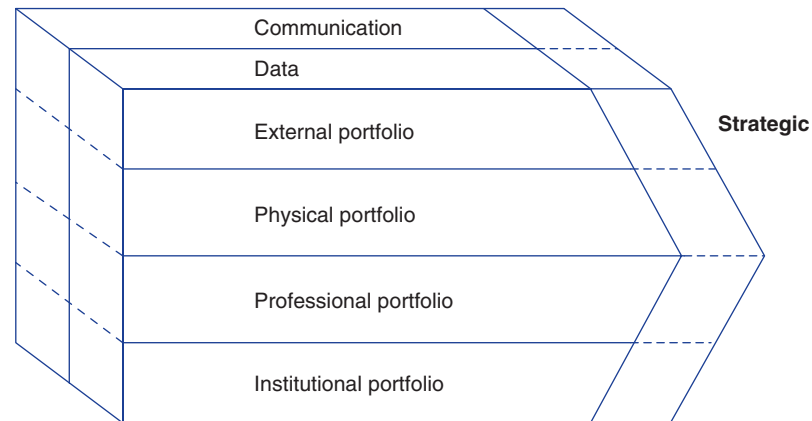 Communication
Data
External portfolio
Strategic
Physical portfolio
Professional portfolio
Institutional portfolio